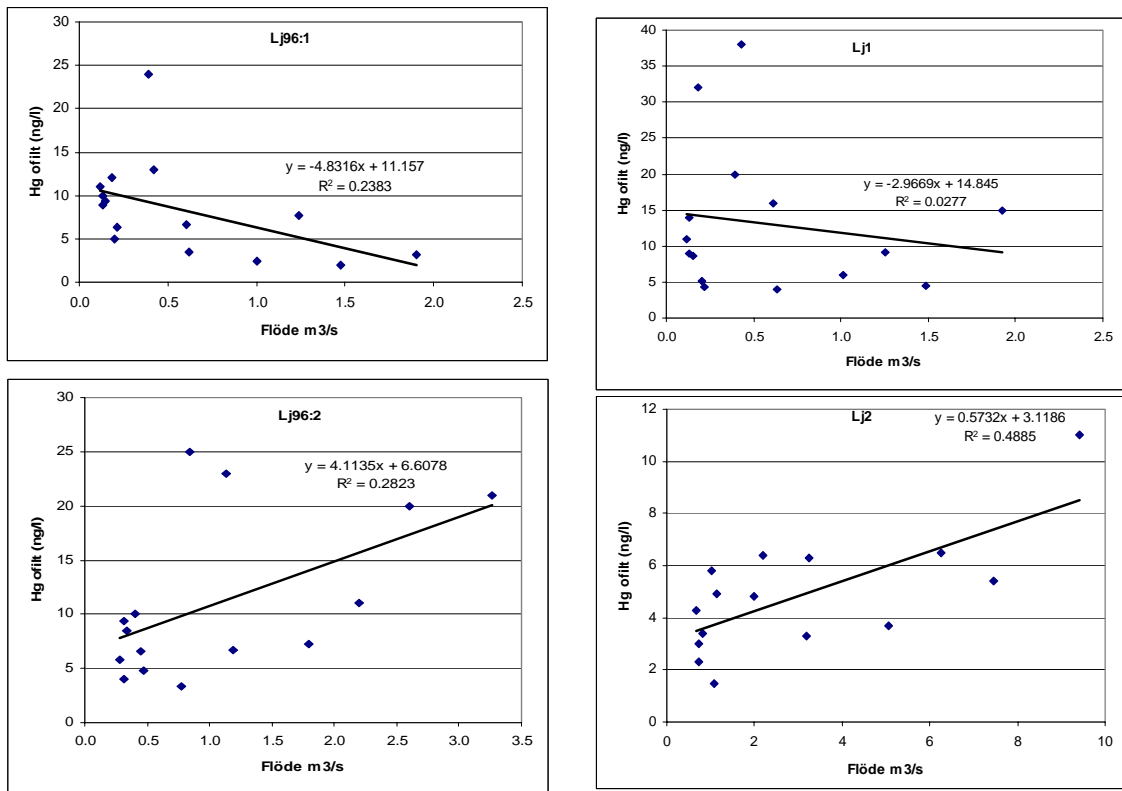 Lj96:1
30
25
20
15
10
5
0
Hg ofilt (ng/l)
y = -4.8316x + 11.157
R² = 0.2383
0.0 0.5 1.0 1.5 2.0 2.5
Flöde m3/s
Lj1
40
35
30
25
20
15
10
5
0
Hg ofilt (ng/l)
y = -2.9669x + 14.845
R² = 0.0277
0.0 0.5 1.0 1.5 2.0 2.5
Flöde m3/s
Lj96:2
30
25
20
15
10
5
0
Hg ofilt (ng/l)
y = 4.1135x + 6.6078
R² = 0.2823
0.0 0.5 1.0 1.5 2.0 2.5 3.0 3.5
Flöde m3/s
Lj2
12
10
8
6
4
2
0
Hg ofilt (ng/l)
y = 0.5732x + 3.1186
R² = 0.4885
0 2 4 6 8 10
Flöde m3/s